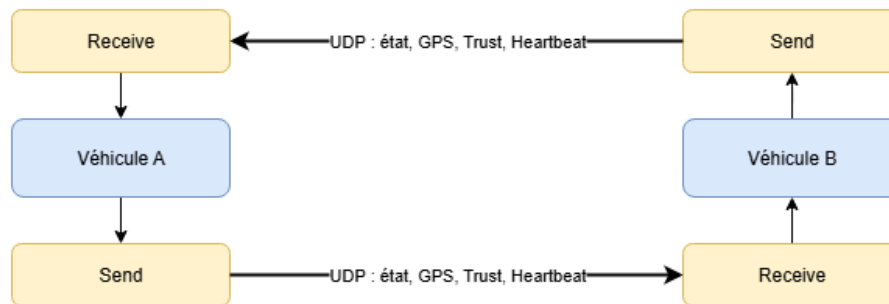 Receive
UDP : état, GPS, Trust, Heartbeat
Send
Véhicule A
Véhicule B
Send
UDP : état, GPS, Trust, Heartbeat
Receive